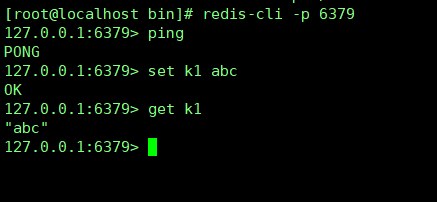 [root@localhost bin]# redis-cli -p 6379
127.0.0.1:6379> ping
PONG
127.0.0.1:6379> set k1 abc
OK
127.0.0.1:6379> get k1
"abc"
127.0.0.1:6379>